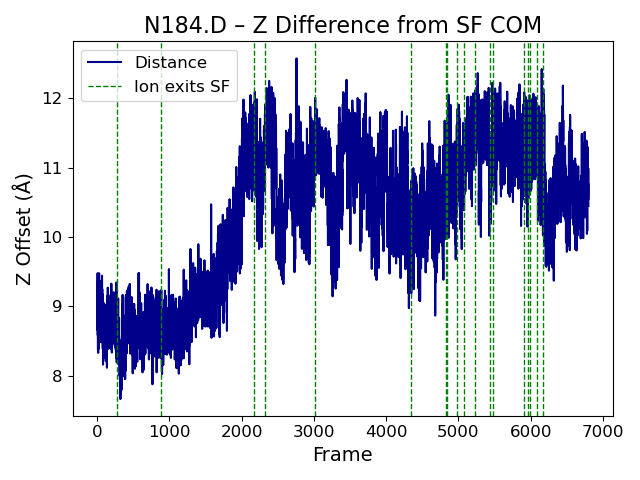 N184.D – Z Difference from SF COM
Distance
Ion exits SF
Z Offset (Å)
12
11
10
9
8
0 1000 2000 3000 4000 5000 6000 7000
Frame